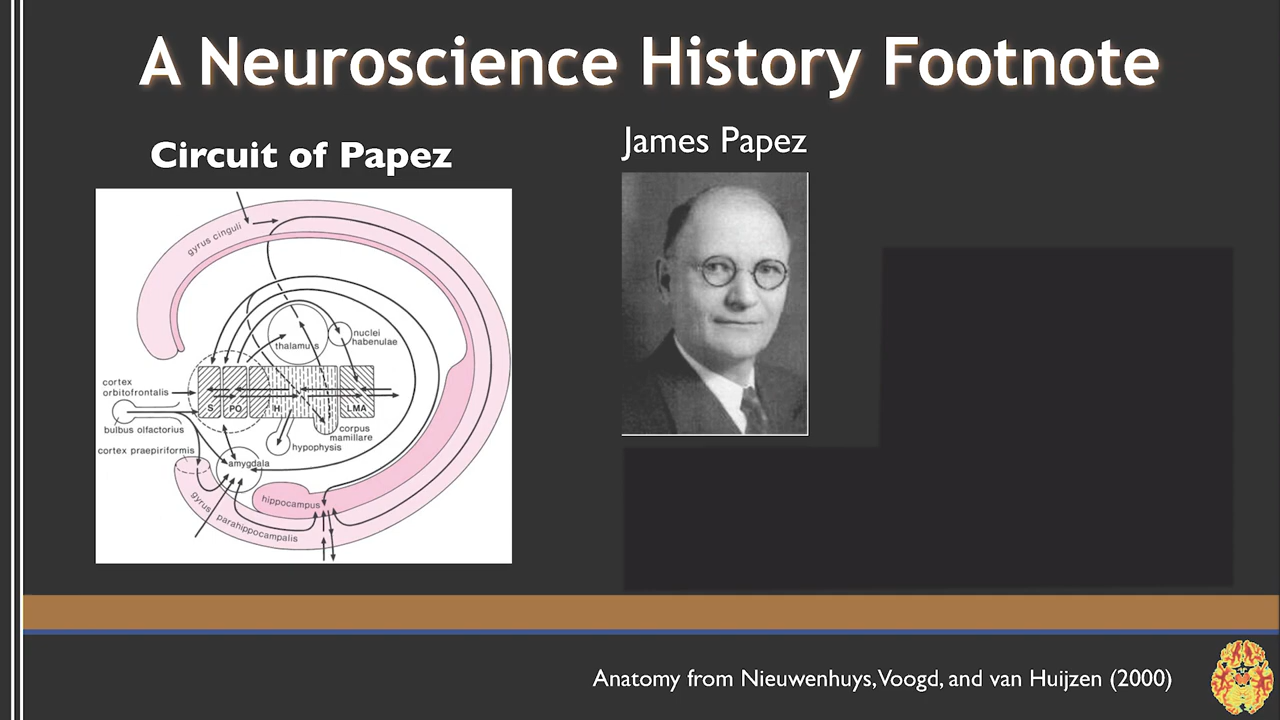 A Neuroscience History Footnote
Circuit of Papez
James Papez
gyrus cinguli
thalamus
nuclei
habenulae
cortex
orbitofrontalis
S
PO
H
LMA
bulbus olfactorius
corpus
mamillare
hypophysis
cortex praepiriformis
amygdala
hippocampus
gyrus parahippocampalis
Anatomy from Nieuwenhuys, Voogd, and van Huijzen (2000)